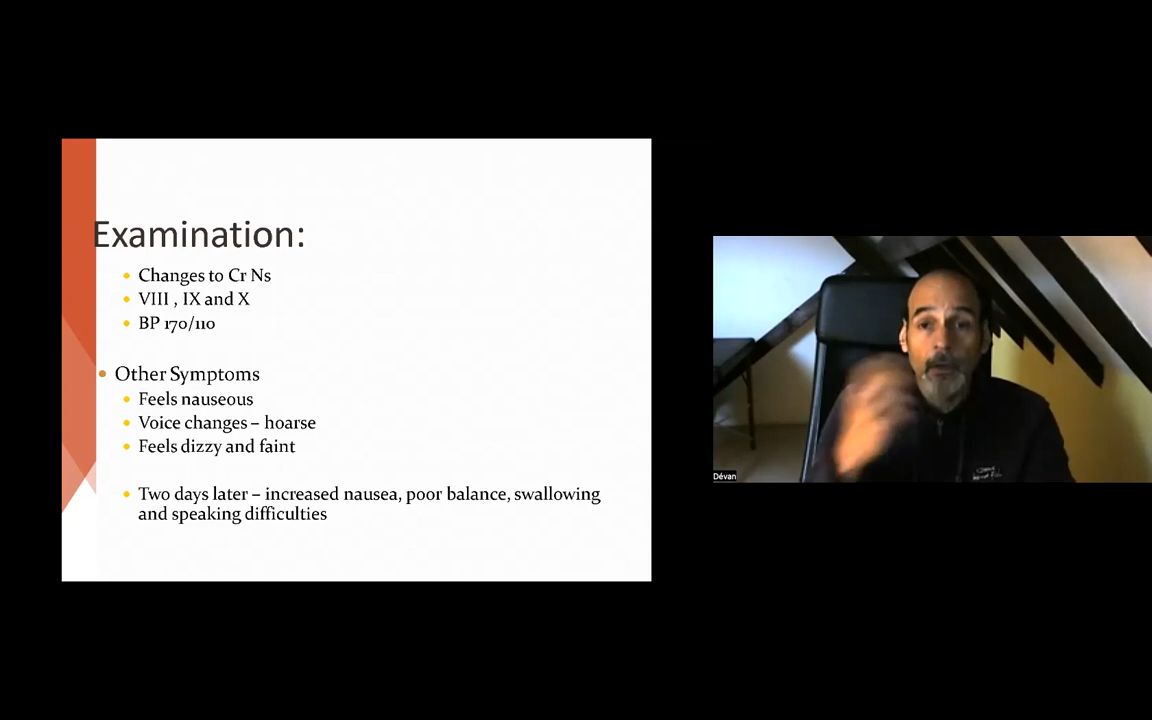 Examination:
Changes to Cr Ns
VIII , IX and X
BP 170/110
Other Symptoms
Feels nauseous
Voice changes – hoarse
Feels dizzy and faint
Two days later – increased nausea, poor balance, swallowing
and speaking difficulties
Dévan